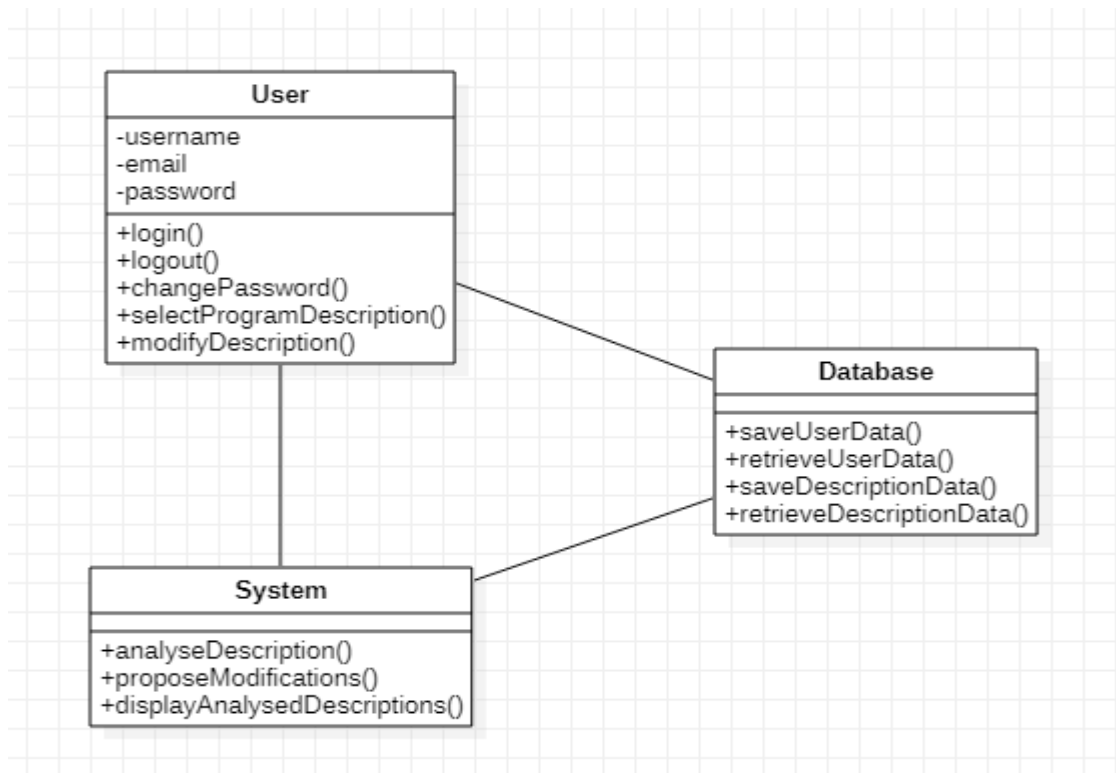 User
-username
-email
-password
+login()
+logout()
+changePassword()
+selectProgramDescription()
+modifyDescription()
Database
+saveUserData()
+retrieveUserData()
+saveDescriptionData()
+retrieveDescriptionData()
System
+analyseDescription()
+proposeModifications()
+displayAnalysedDescriptions()